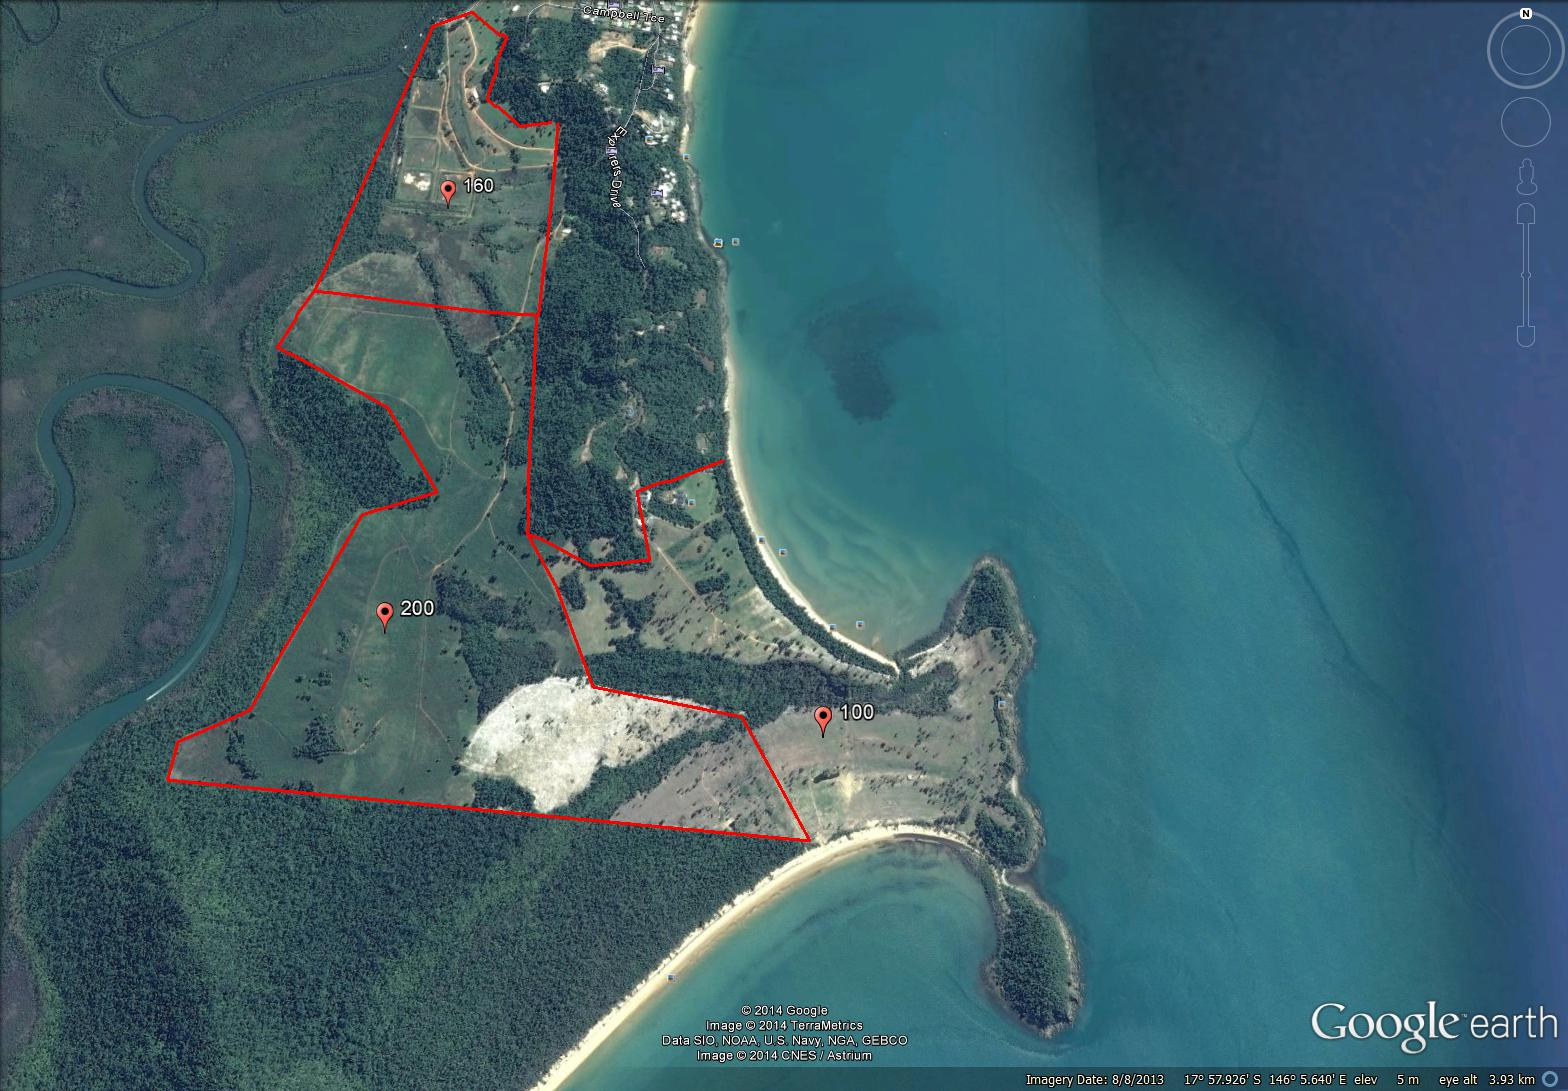 Campbell Tce
N
Explorers Drive
160
200
100
© 2014 Google
Image © 2014 TerraMetrics
Data SIO, NOAA, U.S. Navy, NGA, GEBCO
Image © 2014 CNES / Astrium
Google earth
Imagery Date: 8/8/2013 17° 57.926' S 146° 5.640' E elev 5 m eye alt 3.93 km